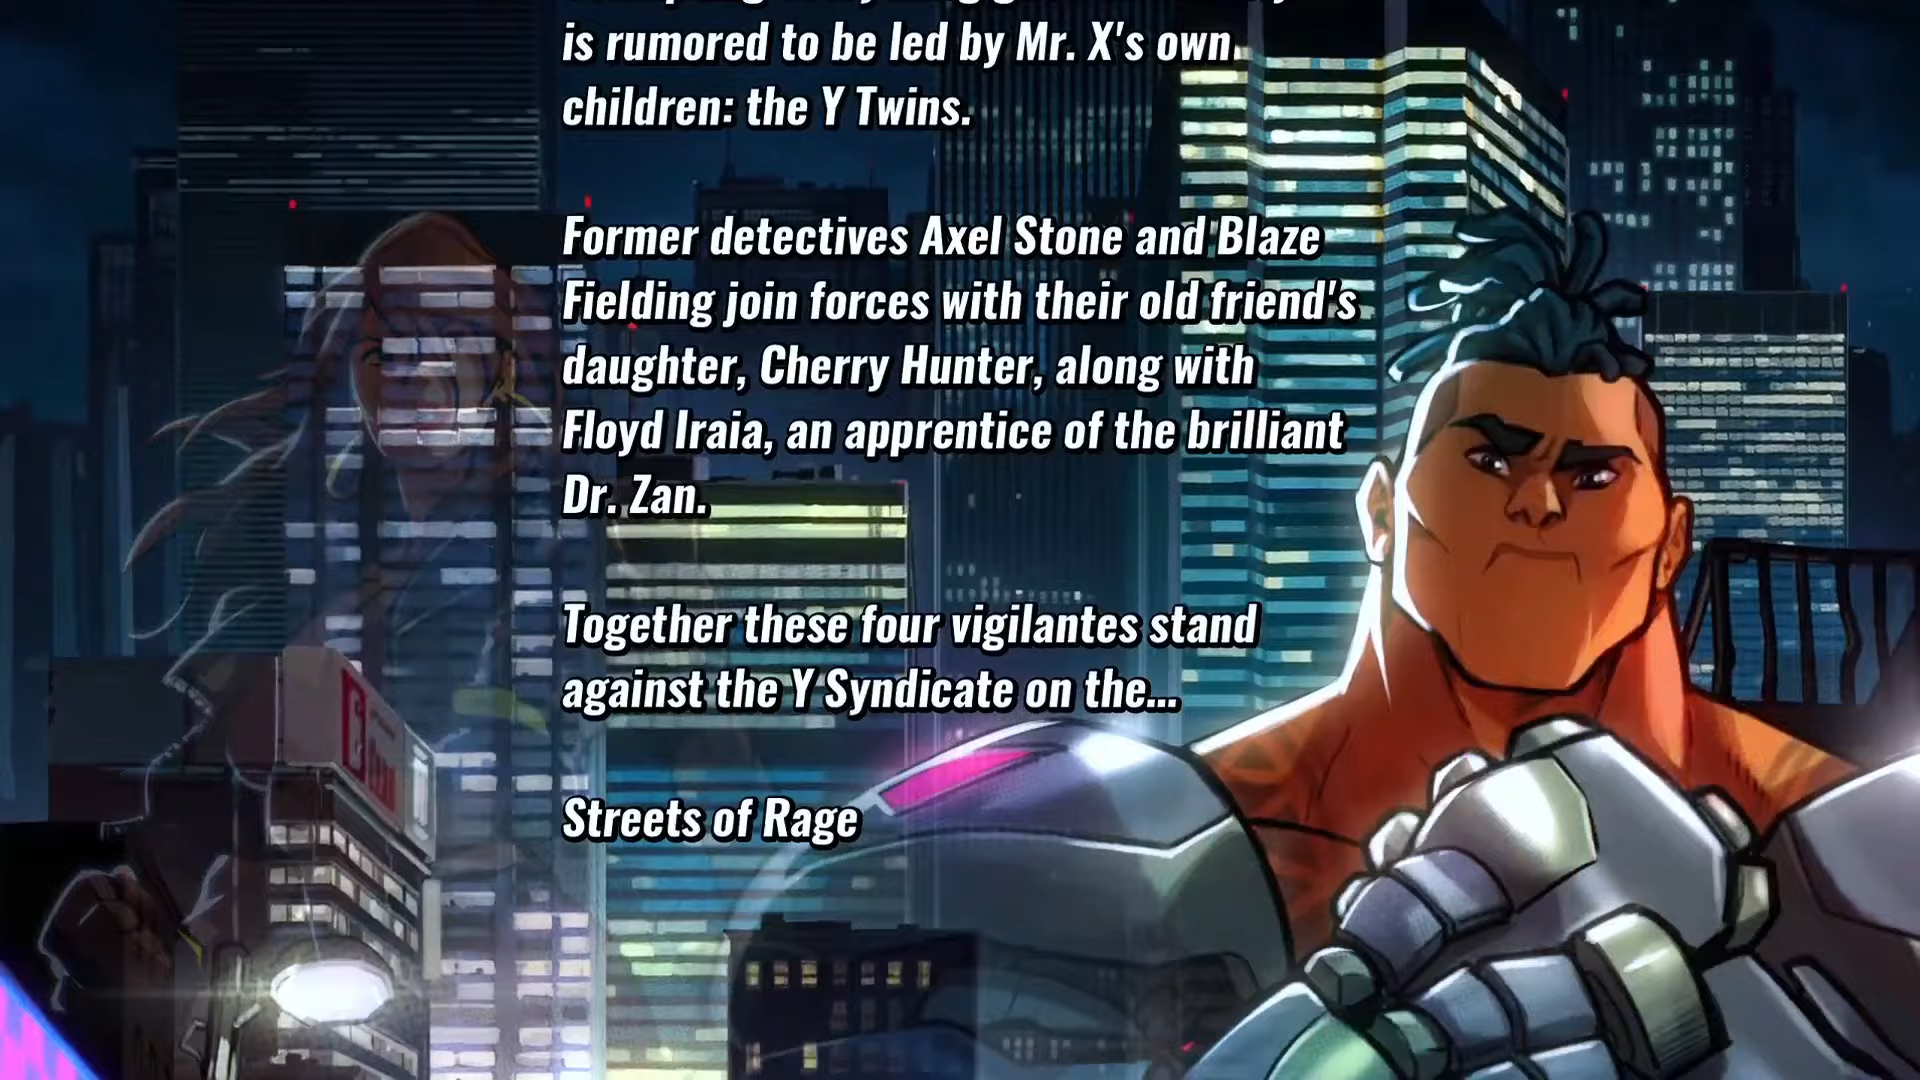 is rumored to be led by Mr. X's own
children: the Y Twins.
Former detectives Axel Stone and Blaze
Fielding join forces with their old friend's
daughter, Cherry Hunter, along with
Floyd Iraia, an apprentice of the brilliant
Dr. Zan.
Together these four vigilantes stand
against the Y Syndicate on the...
Streets of Rage